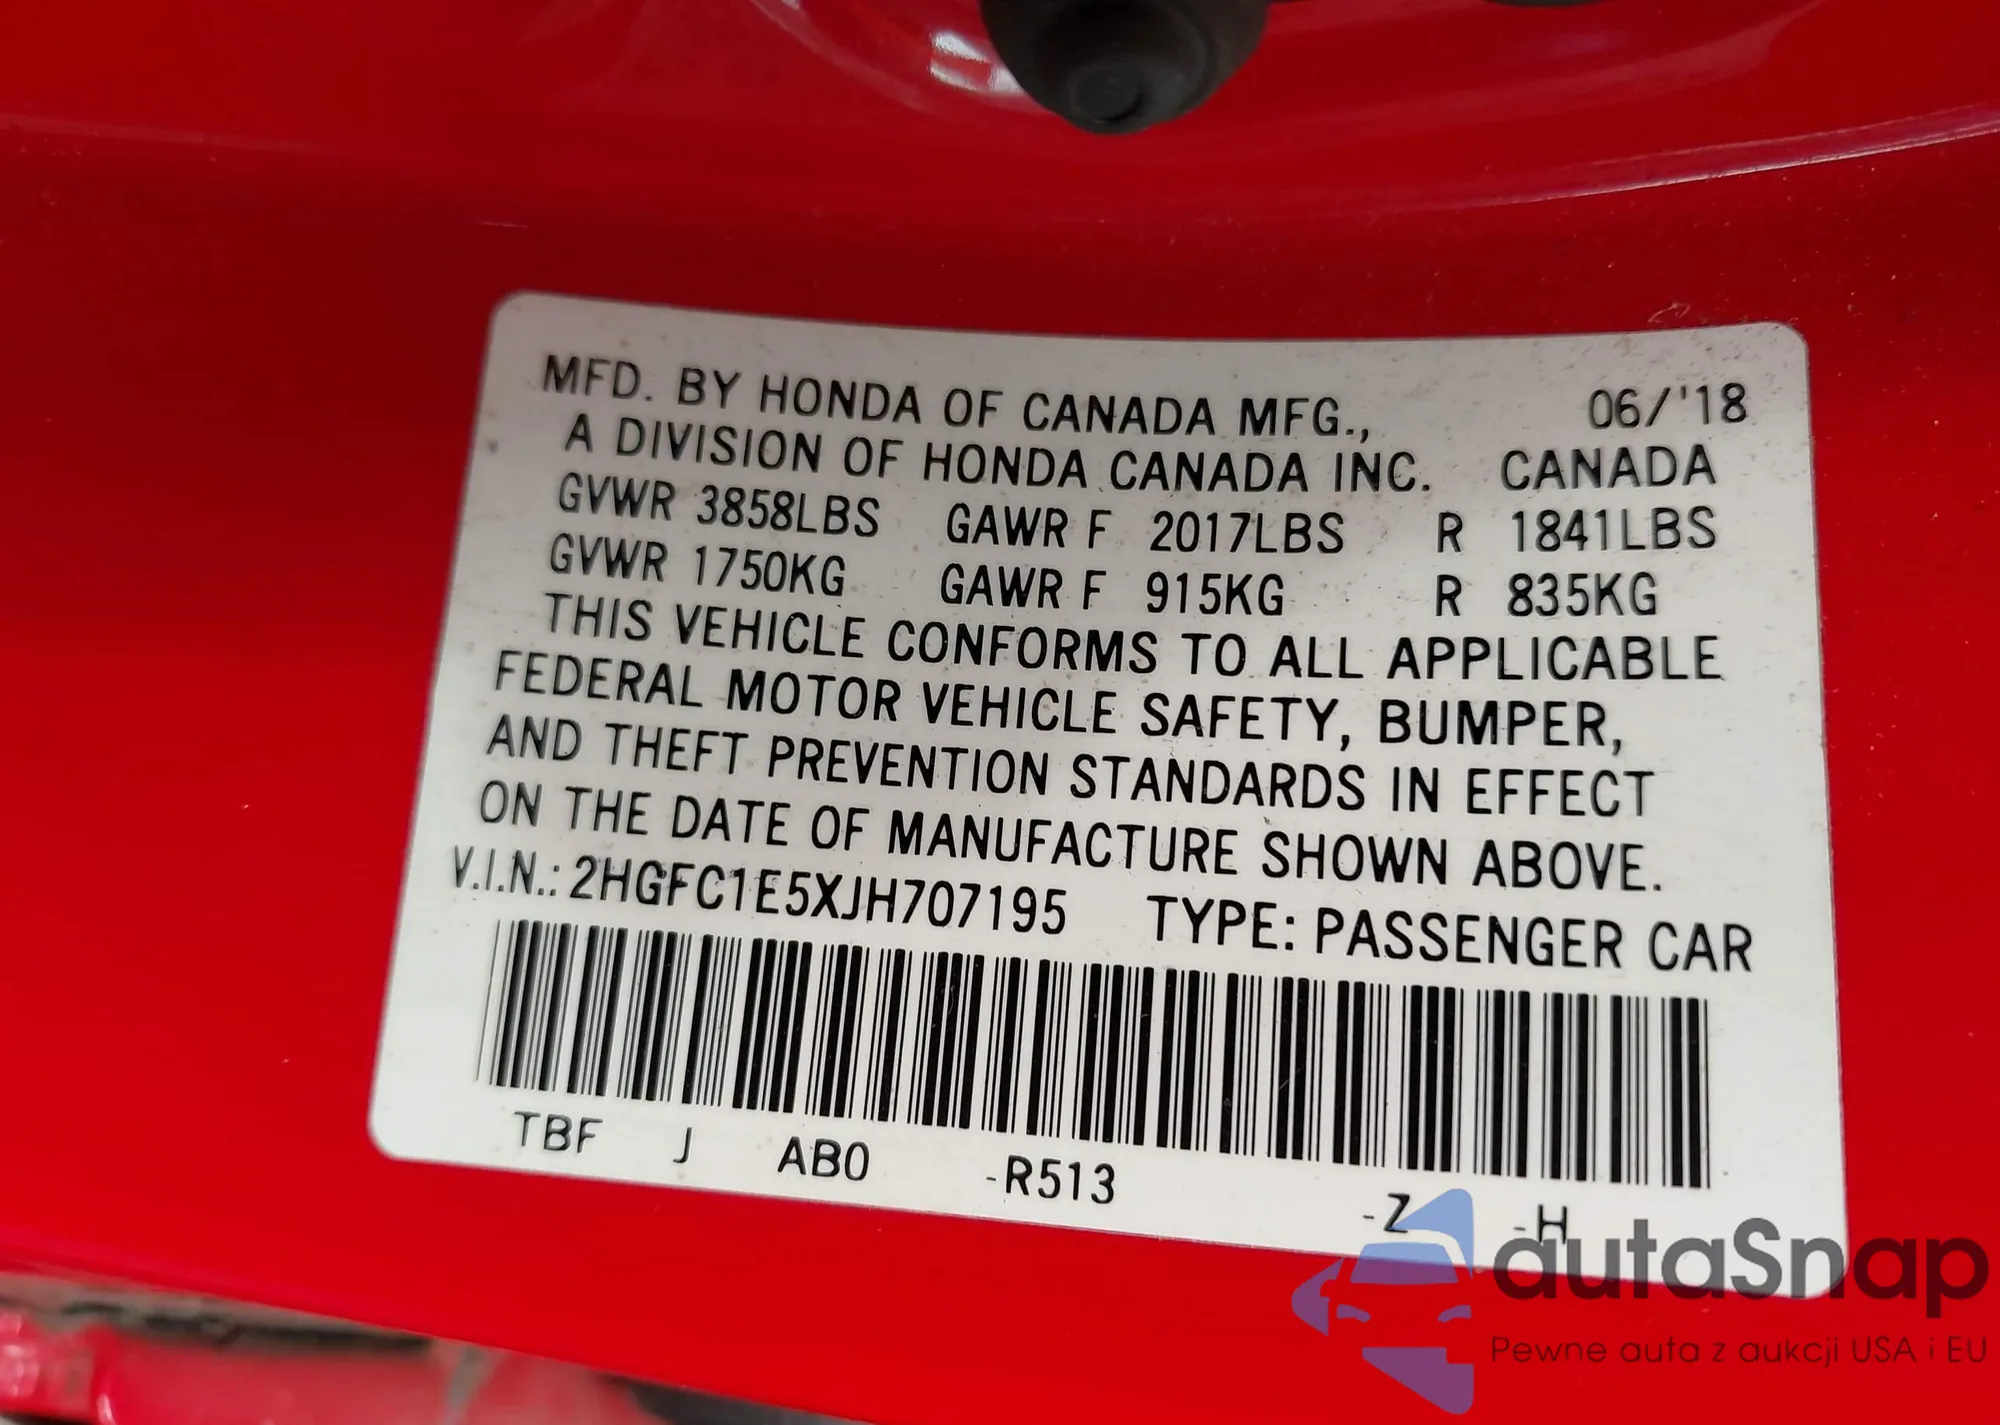 MFD. BY HONDA OF CANADA MFG., 06/'18
A DIVISION OF HONDA CANADA INC. CANADA
GVWR 3858LBS GAWR F 2017LBS R 1841LBS
GVWR 1750KG GAWR F 915KG R 835KG
THIS VEHICLE CONFORMS TO ALL APPLICABLE
FEDERAL MOTOR VEHICLE SAFETY, BUMPER,
AND THEFT PREVENTION STANDARDS IN EFFECT
ON THE DATE OF MANUFACTURE SHOWN ABOVE.
V.I.N.: 2HGFC1E5XJH707195 TYPE: PASSENGER CAR
TBF J AB0 -R513 -Z -H
autaSnap
Pewne auta z aukcji USA i EU